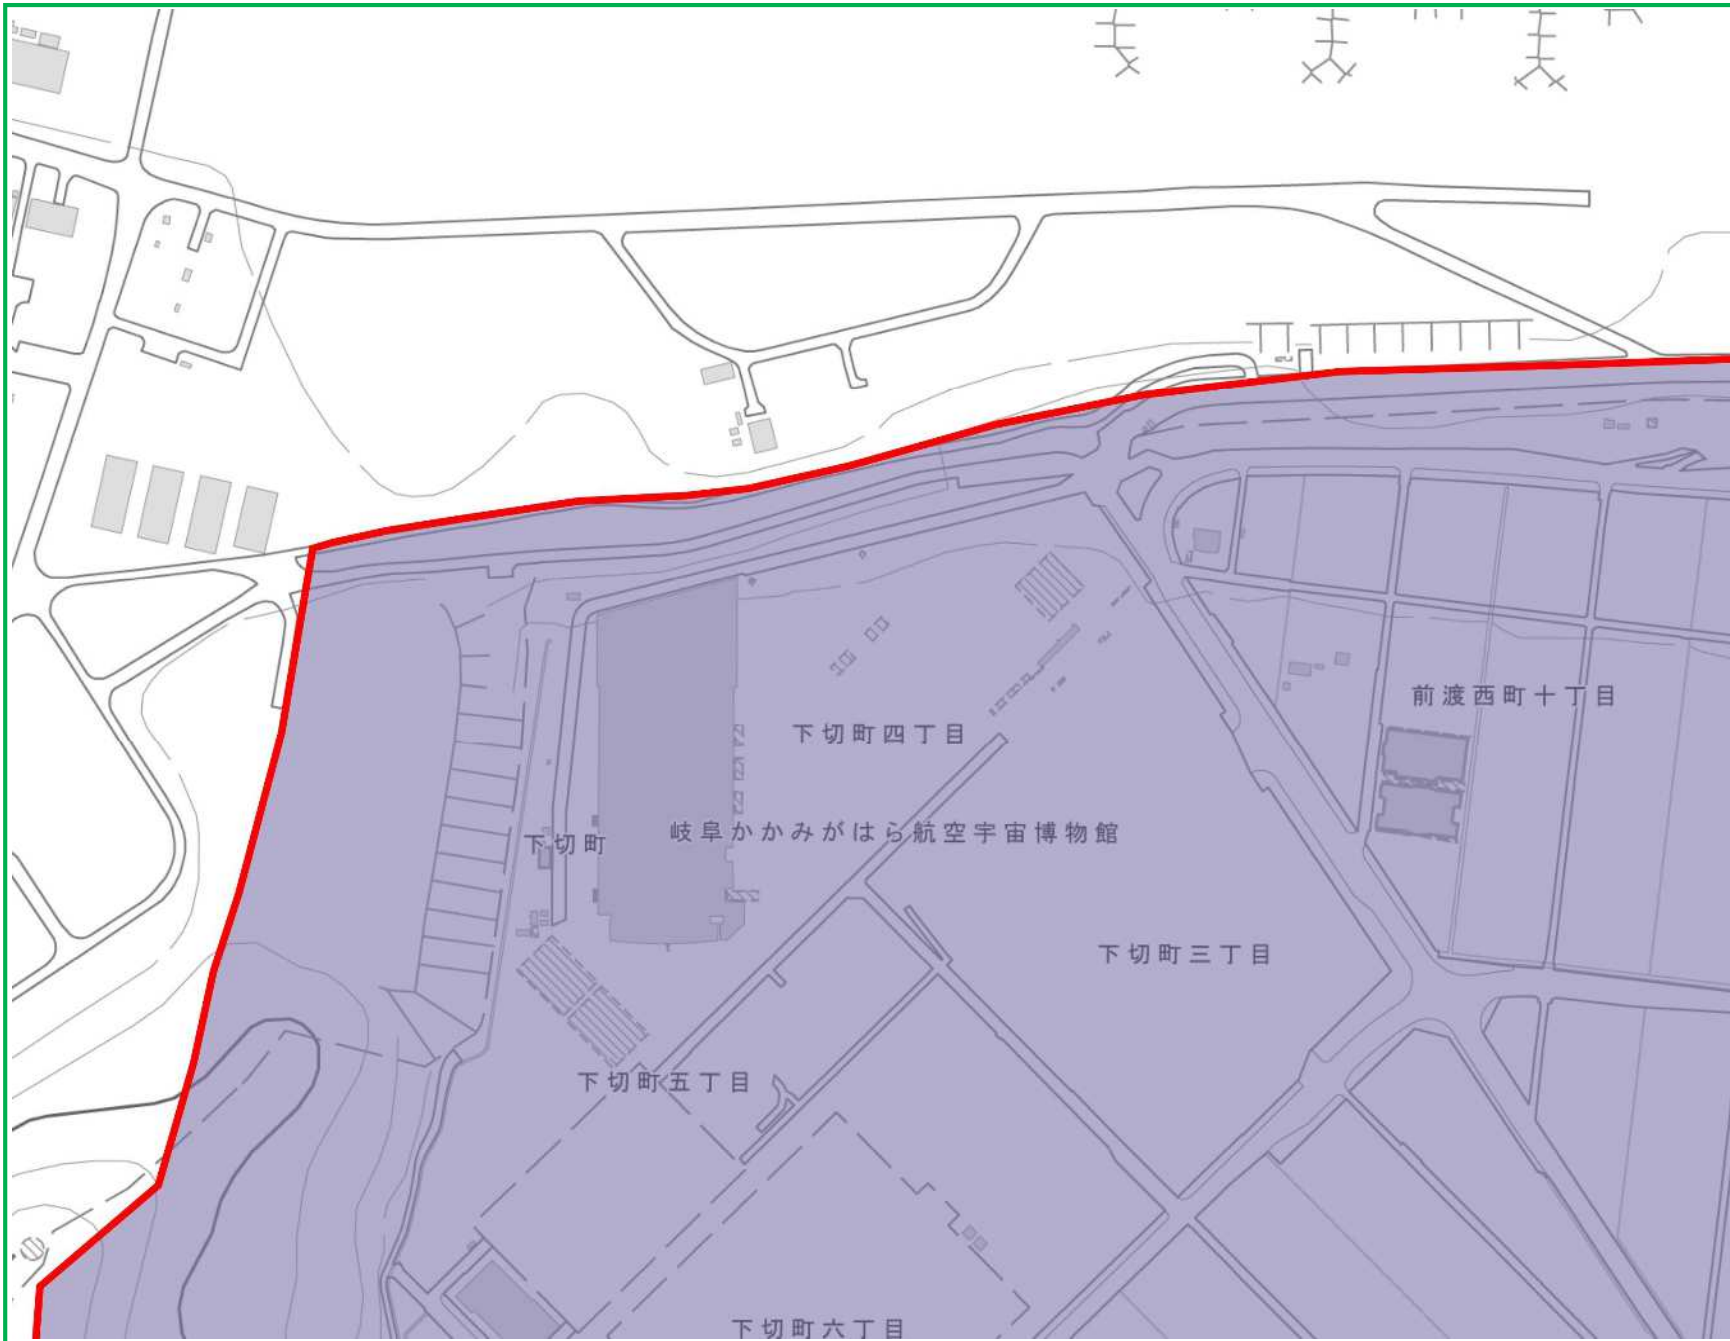 前渡西町十丁目
下切町四丁目
下切町
岐阜かかみがはら航空宇宙博物館
下切町三丁目
下切町五丁目
下切町六丁目